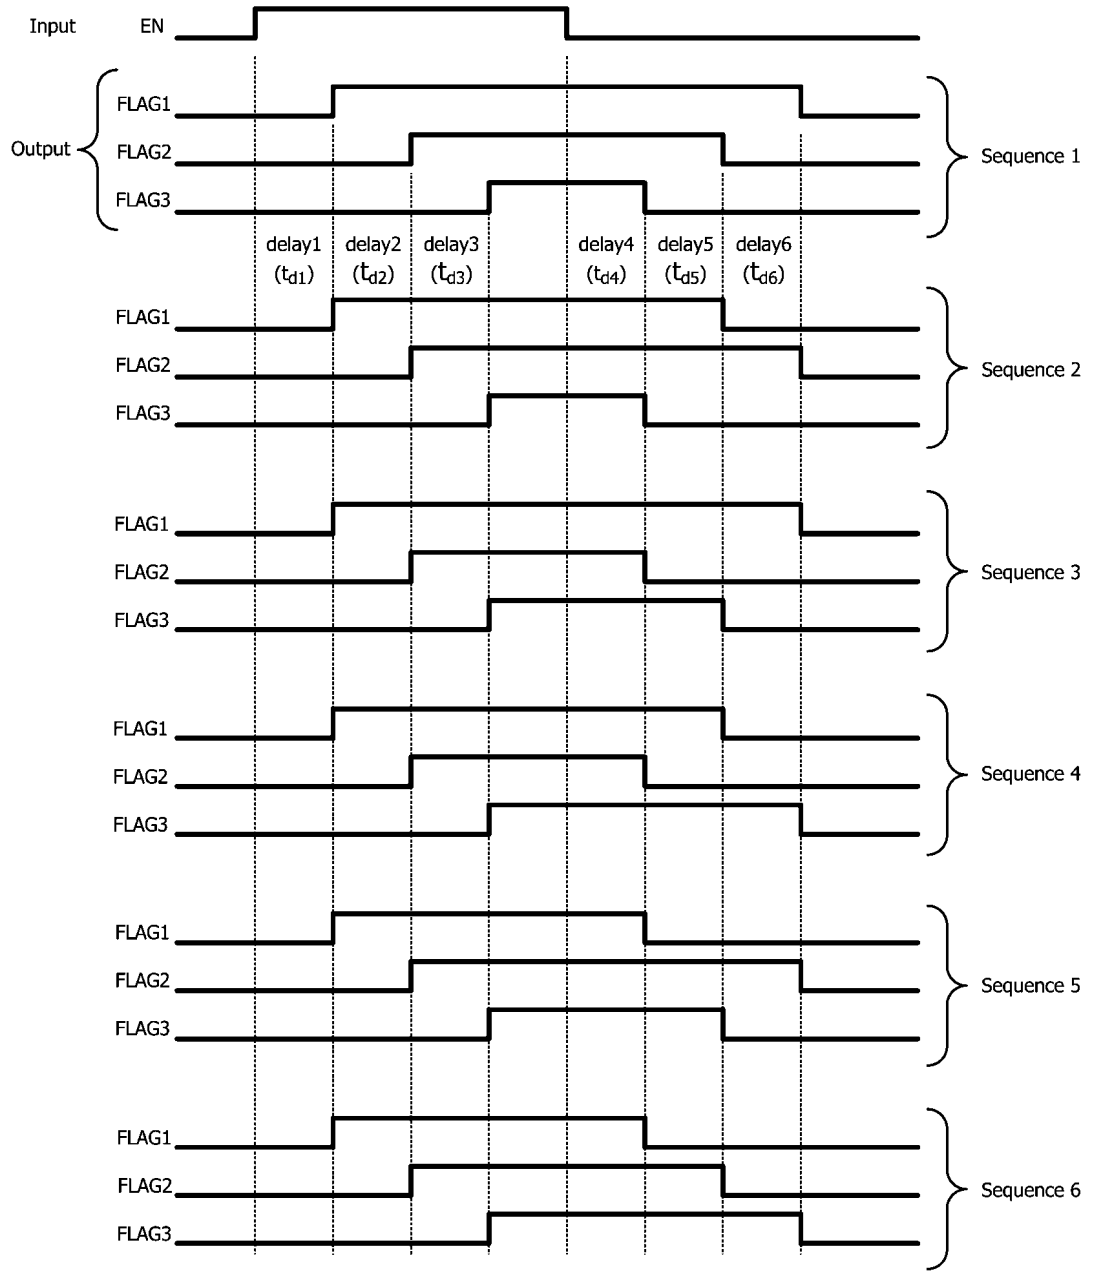 Input EN
FLAG1
Output FLAG2 Sequence 1
FLAG3
delay1 delay2 delay3 delay4 delay5 delay6
(td1) (td2) (td3) (td4) (td5) (td6)
FLAG1
FLAG2 Sequence 2
FLAG3
FLAG1
FLAG2 Sequence 3
FLAG3
FLAG1
FLAG2 Sequence 4
FLAG3
FLAG1
FLAG2 Sequence 5
FLAG3
FLAG1
FLAG2 Sequence 6
FLAG3